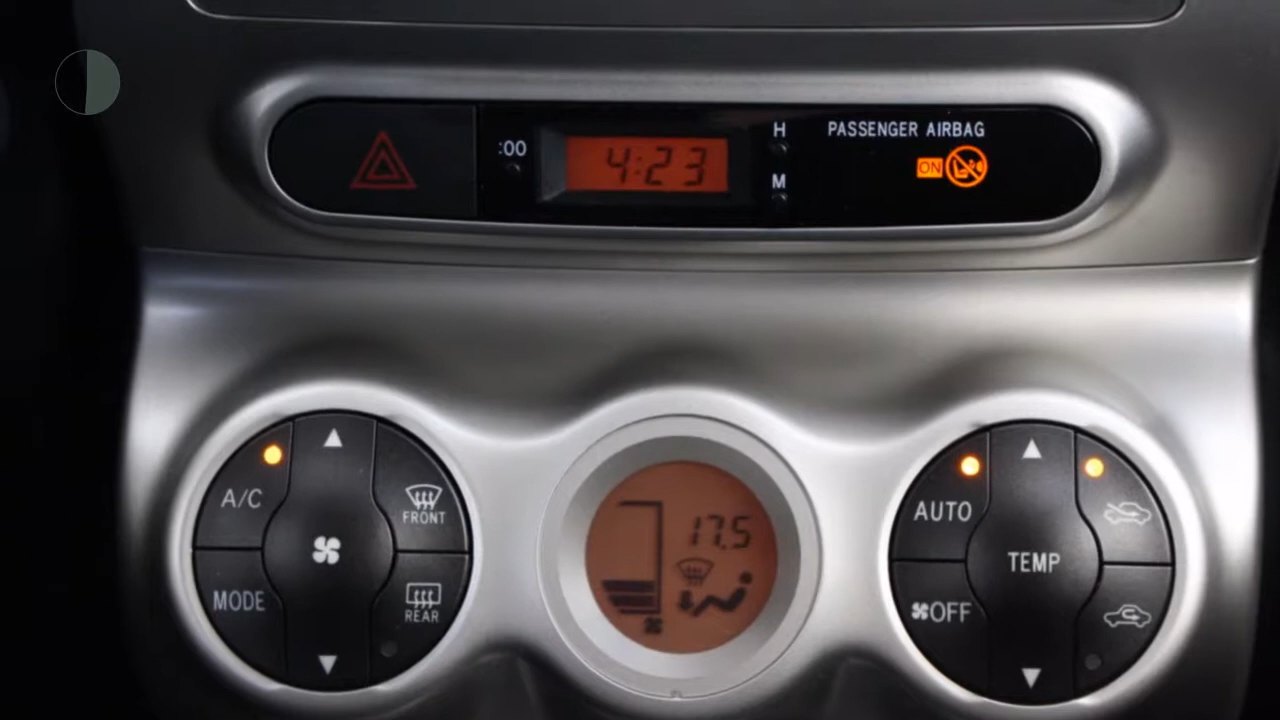 :00
4:23
H
M
PASSENGER AIRBAG
ON
A/C
FRONT
MODE
REAR
17.5
AUTO
TEMP
OFF